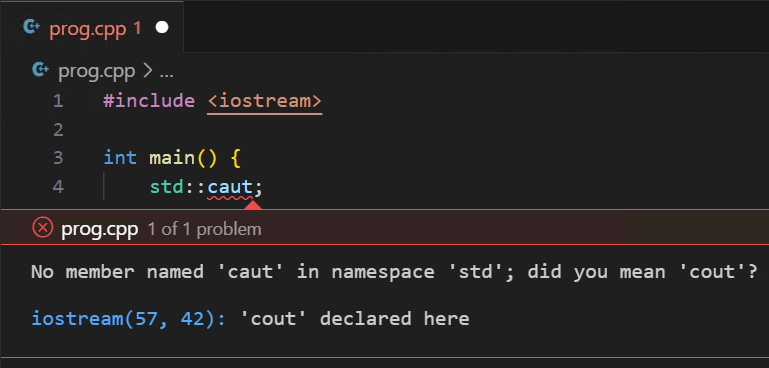 prog.cpp 1
prog.cpp > ...
1 #include <iostream>
2
3 int main() {
4 std::caut;
prog.cpp 1 of 1 problem
No member named 'caut' in namespace 'std'; did you mean 'cout'?
iostream(57, 42): 'cout' declared here